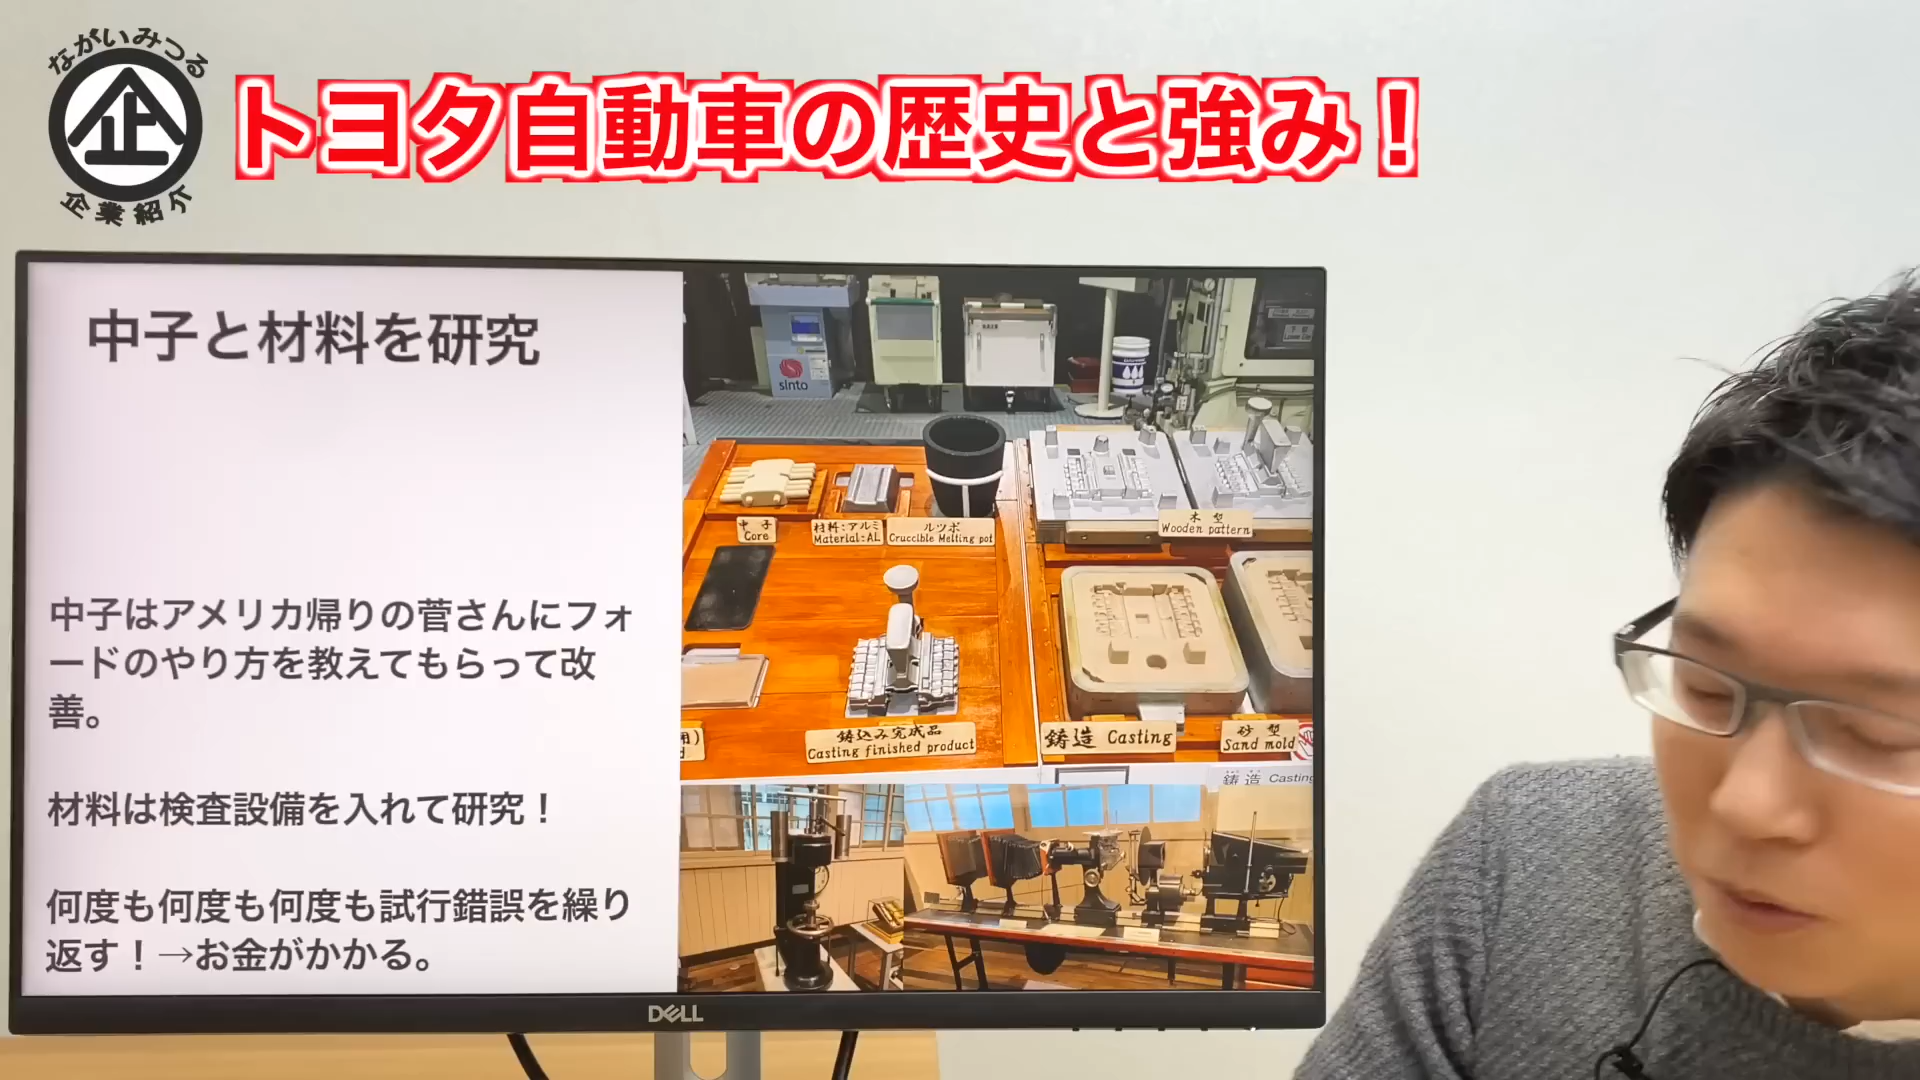 ながいみつる
企
企業紹介
トヨタ自動車の歴史と強み！
中子と材料を研究
中子はアメリカ帰りの菅さんにフォ
ードのやり方を教えてもらって改
善。
材料は検査設備を入れて研究！
何度も何度も何度も試行錯誤を繰り
返す！→お金がかかる。
sinto
中子
Core
材料:アルミ
Material:AL
ルツボ
Cruccible Melting pot
木型
Wooden pattern
鋳込み完成品
Casting finished product
鋳造 Casting
砂型
Sand mold
鋳造 Casting
DELL